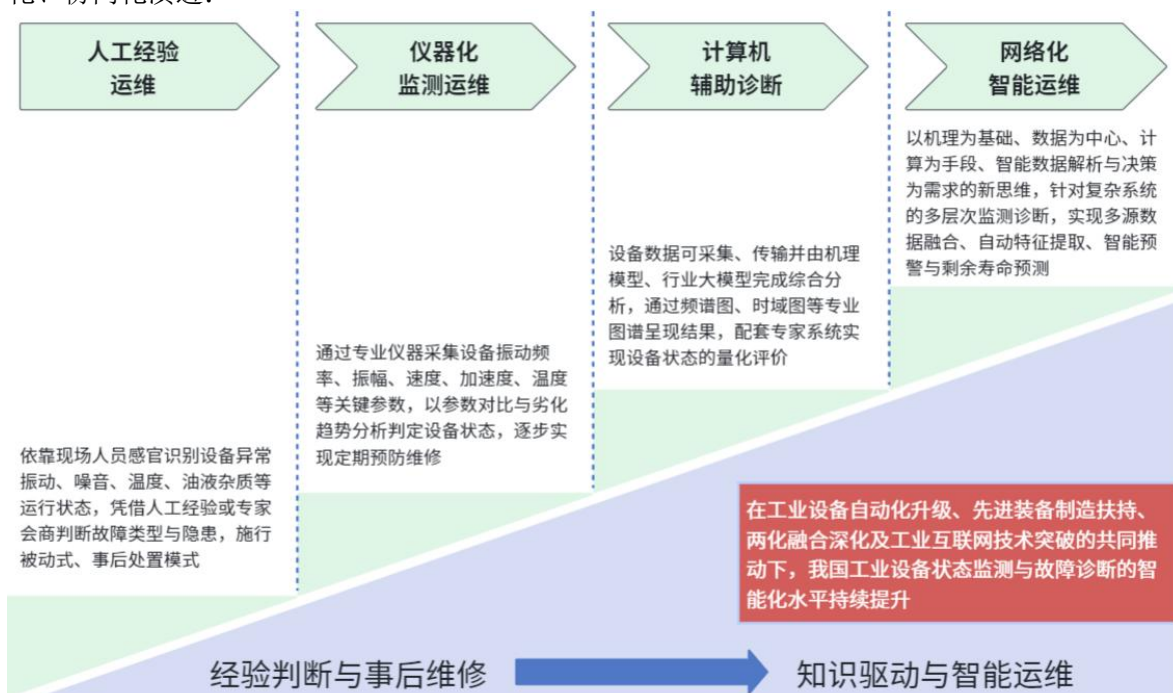 人工经验
运维
仪器化
监测运维
计算机
辅助诊断
网络化
智能运维
以机理为基础、数据为中心、计
算为手段、智能数据解析与决策
为需求的新思维，针对复杂系统
的多层次监测诊断，实现多源数
据融合、自动特征提取、智能预
警与剩余寿命预测
设备数据可采集、传输并由机理
模型、行业大模型完成综合分
析，通过频谱图、时域图等专业
图谱呈现结果，配套专家系统实
现设备状态的量化评价
通过专业仪器采集设备振动频
率、振幅、速度、加速度、温度
等关键参数，以参数对比与劣化
趋势分析判定设备状态，逐步实
现定期预防维修
依靠现场人员感官识别设备异常
振动、噪音、温度、油液杂质等
运行状态，凭借人工经验或专家
会商判断故障类型与隐患，施行
被动式、事后处置模式
在工业设备自动化升级、先进装备制造扶持、
两化融合深化及工业互联网技术突破的共同推
动下，我国工业设备状态监测与故障诊断的智
能化水平持续提升
经验判断与事后维修
知识驱动与智能运维